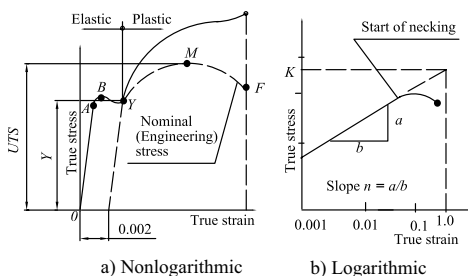 Elastic Plastic
M
B
A
Y
F
UTS
Y
True stress
Nominal
(Engineering)
stress
0
True strain
0.002
a) Nonlogarithmic
Start of necking
K
True stress
a
b
Slope n = a/b
0.001 0.01 0.1 1.0
True strain
b) Logarithmic